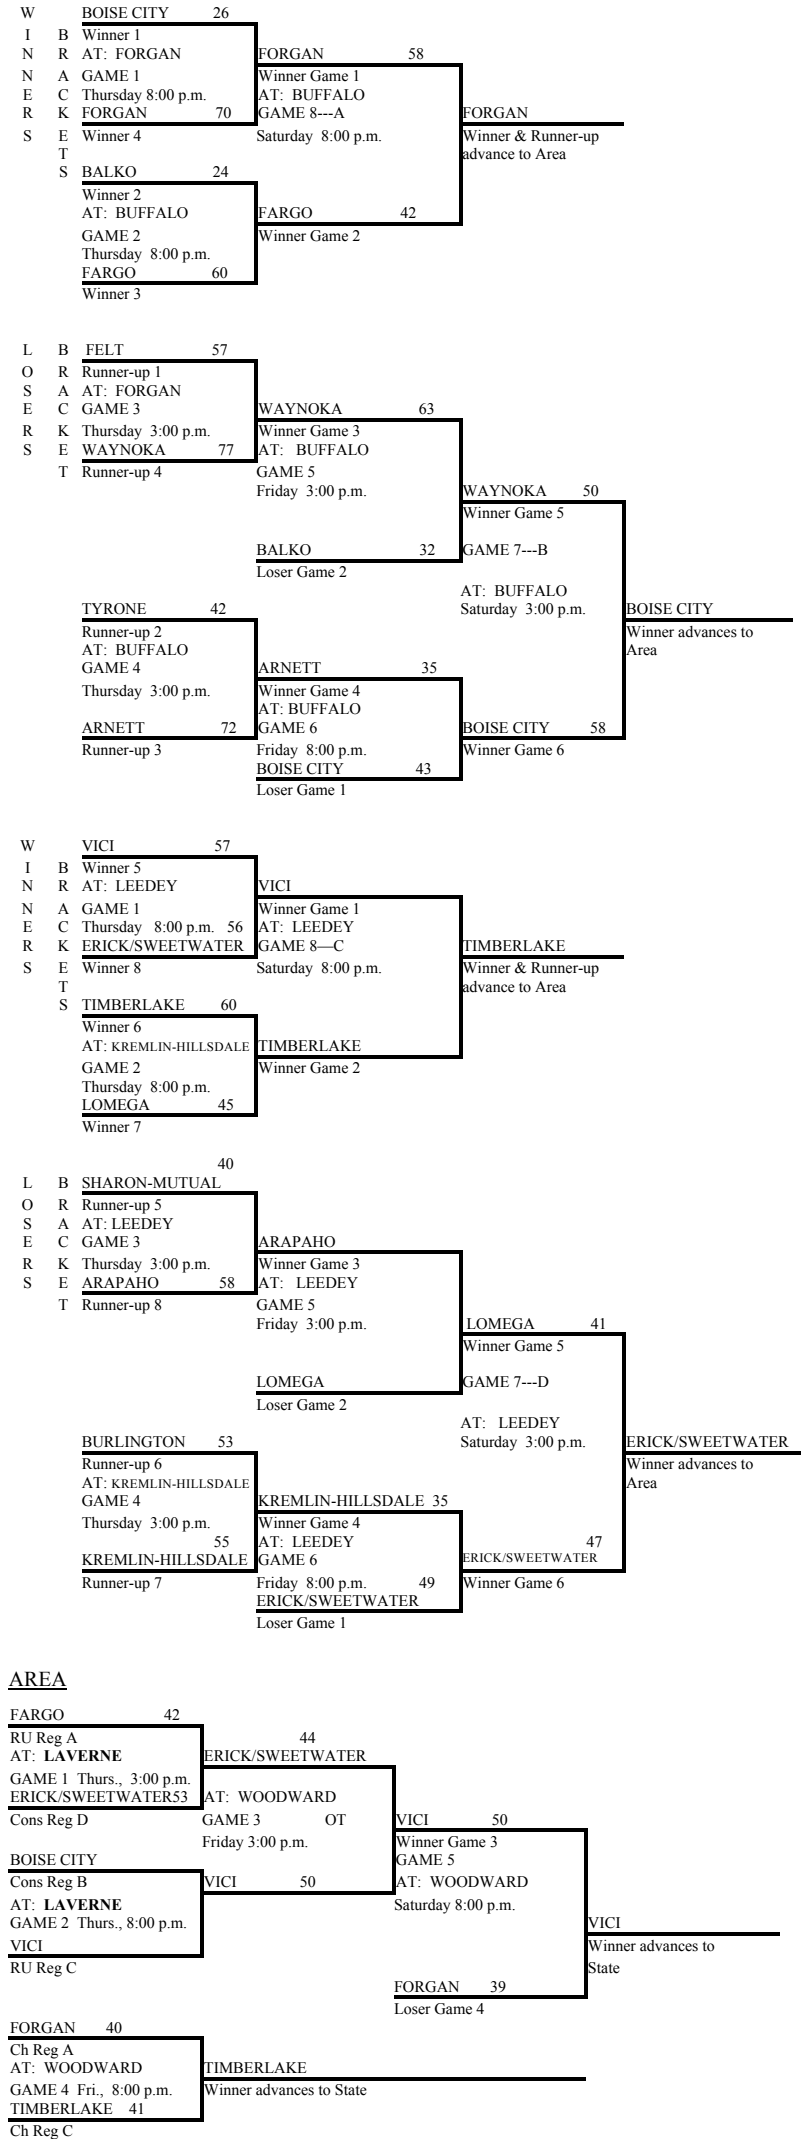 W BOISE CITY 26
I B Winner 1
N R AT: FORGAN FORGAN 58
N A GAME 1 Winner Game 1
E C Thursday 8:00 p.m. AT: BUFFALO
R K FORGAN 70 GAME 8---A FORGAN
S E Winner 4 Saturday 8:00 p.m. Winner & Runner-up
T advance to Area
S BALKO 24
Winner 2
AT: BUFFALO FARGO 42
GAME 2 Winner Game 2
Thursday 8:00 p.m.
FARGO 60
Winner 3
L B FELT 57
O R Runner-up 1
S A AT: FORGAN
E C GAME 3 WAYNOKA 63
R K Thursday 3:00 p.m. Winner Game 3
S E WAYNOKA 77 AT: BUFFALO
T Runner-up 4 GAME 5
Friday 3:00 p.m. WAYNOKA 50
Winner Game 5
BALKO 32 GAME 7---B
Loser Game 2
AT: BUFFALO
TYRONE 42 Saturday 3:00 p.m. BOISE CITY
Runner-up 2 Winner advances to
AT: BUFFALO Area
GAME 4 ARNETT 35
Thursday 3:00 p.m. Winner Game 4
AT: BUFFALO
ARNETT 72 GAME 6 BOISE CITY 58
Runner-up 3 Friday 8:00 p.m. Winner Game 6
BOISE CITY 43
Loser Game 1
W VICI 57
I B Winner 5
N R AT: LEEDEY VICI
N A GAME 1 Winner Game 1
E C Thursday 8:00 p.m. 56 AT: LEEDEY
R K ERICK/SWEETWATER GAME 8—C TIMBERLAKE
S E Winner 8 Saturday 8:00 p.m. Winner & Runner-up
T advance to Area
S TIMBERLAKE 60
Winner 6
AT: KREMLIN-HILLSDALE TIMBERLAKE
GAME 2 Winner Game 2
Thursday 8:00 p.m.
LOMEGA 45
Winner 7
40
L B SHARON-MUTUAL
O R Runner-up 5
S A AT: LEEDEY
E C GAME 3 ARAPAHO
R K Thursday 3:00 p.m. Winner Game 3
S E ARAPAHO 58 AT: LEEDEY
T Runner-up 8 GAME 5
Friday 3:00 p.m. LOMEGA 41
Winner Game 5
LOMEGA GAME 7---D
Loser Game 2
AT: LEEDEY
BURLINGTON 53 Saturday 3:00 p.m. ERICK/SWEETWATER
Runner-up 6 Winner advances to
AT: KREMLIN-HILLSDALE Area
GAME 4 KREMLIN-HILLSDALE 35
Thursday 3:00 p.m. Winner Game 4
55 AT: LEEDEY 47
KREMLIN-HILLSDALE GAME 6 ERICK/SWEETWATER
Runner-up 7 Friday 8:00 p.m. 49 Winner Game 6
ERICK/SWEETWATER
Loser Game 1
AREA
FARGO 42
RU Reg A 44
AT: LAVERNE ERICK/SWEETWATER
GAME 1 Thurs., 3:00 p.m.
ERICK/SWEETWATER53 AT: WOODWARD
Cons Reg D GAME 3 OT VICI 50
Friday 3:00 p.m. Winner Game 3
BOISE CITY GAME 5
Cons Reg B VICI 50 AT: WOODWARD
AT: LAVERNE Saturday 8:00 p.m.
GAME 2 Thurs., 8:00 p.m. VICI
VICI Winner advances to
RU Reg C State
FORGAN 39
Loser Game 4
FORGAN 40
Ch Reg A
AT: WOODWARD TIMBERLAKE
GAME 4 Fri., 8:00 p.m. Winner advances to State
TIMBERLAKE 41
Ch Reg C